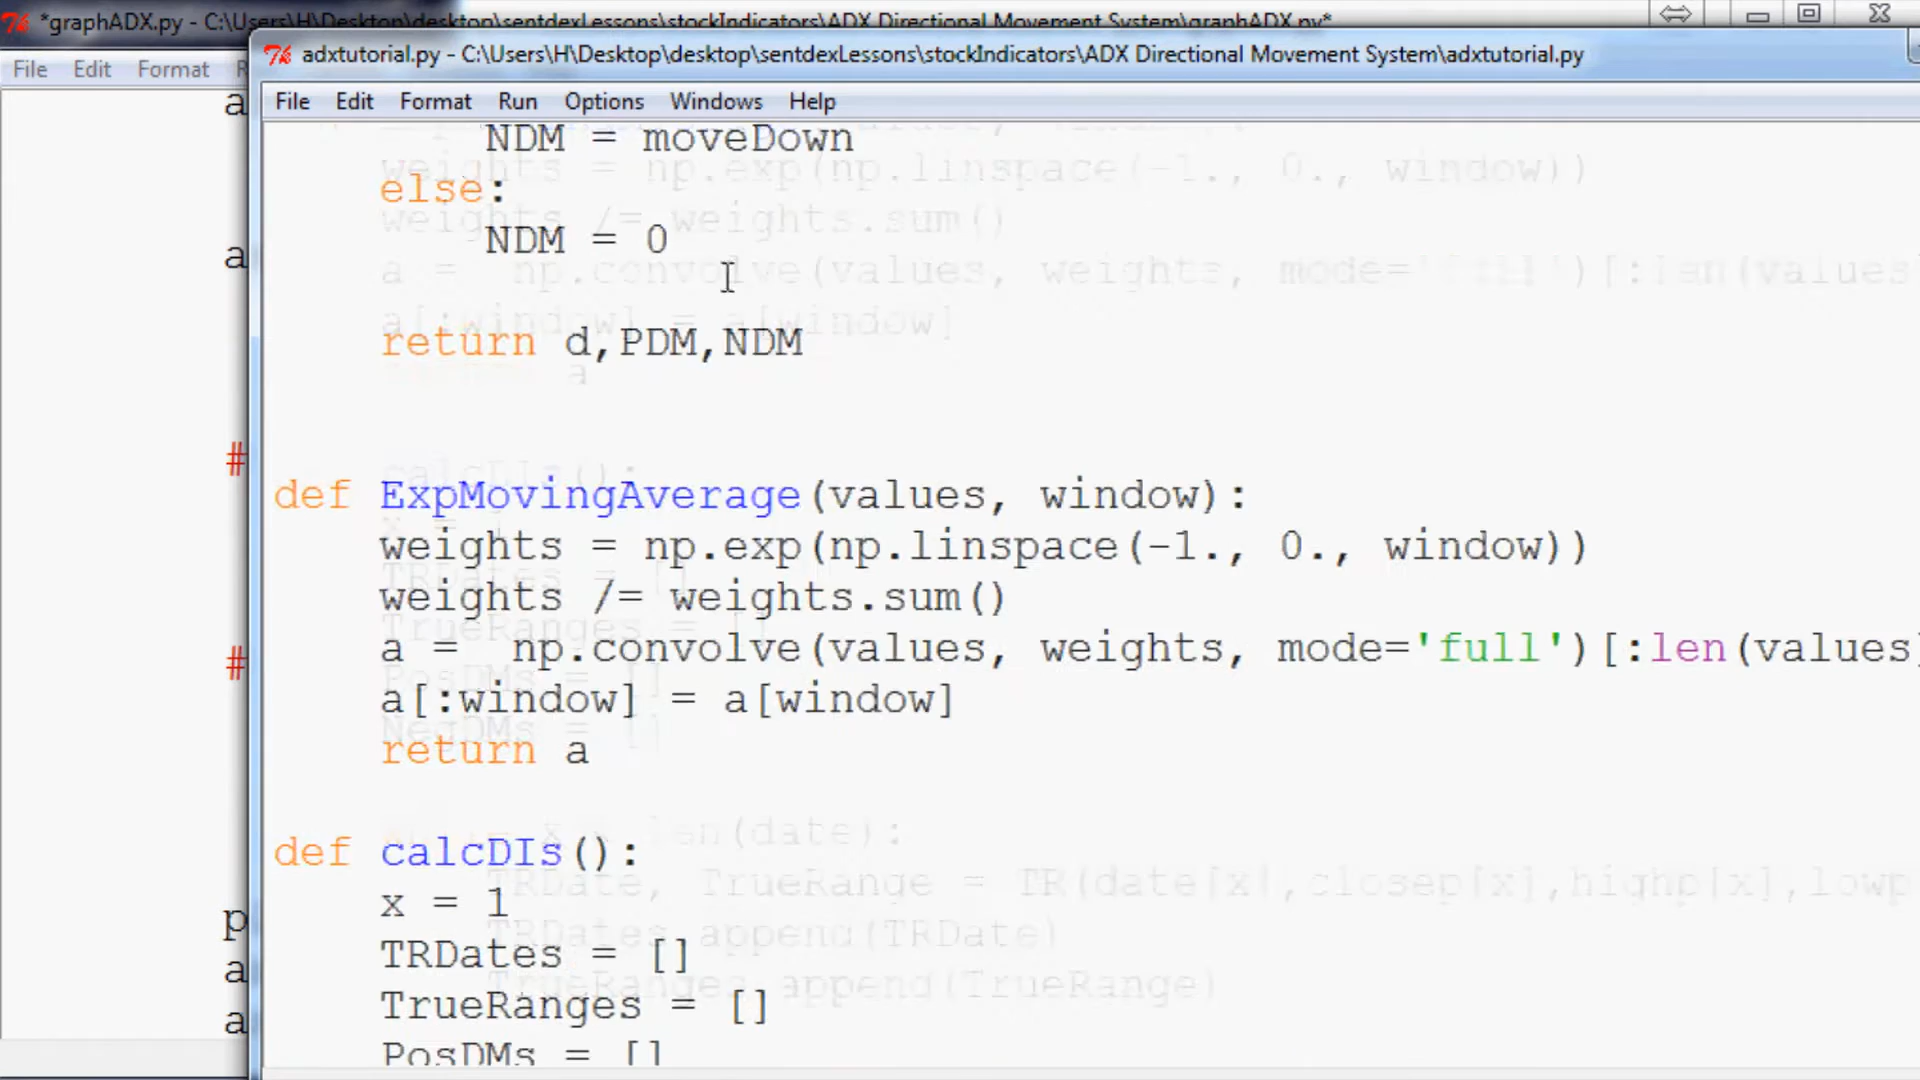 *graphADX.py - C:\Users\H\Desktop\desktop\sentdexLessons\stockIndicators\ADX Directional Movement System\graphADX.py*
File Edit Format
adxtutorial.py - C:\Users\H\Desktop\desktop\sentdexLessons\stockIndicators\ADX Directional Movement System\adxtutorial.py
File Edit Format Run Options Windows Help
NDM = moveDown
else:
NDM = 0
return d,PDM,NDM
def ExpMovingAverage(values, window):
weights = np.exp(np.linspace(-1., 0., window))
weights /= weights.sum()
a =  np.convolve(values, weights, mode='full')[:len(values)
a[:window] = a[window]
return a
def calcDIs():
x = 1
TRDates = []
TrueRanges = []
PosDMs = []